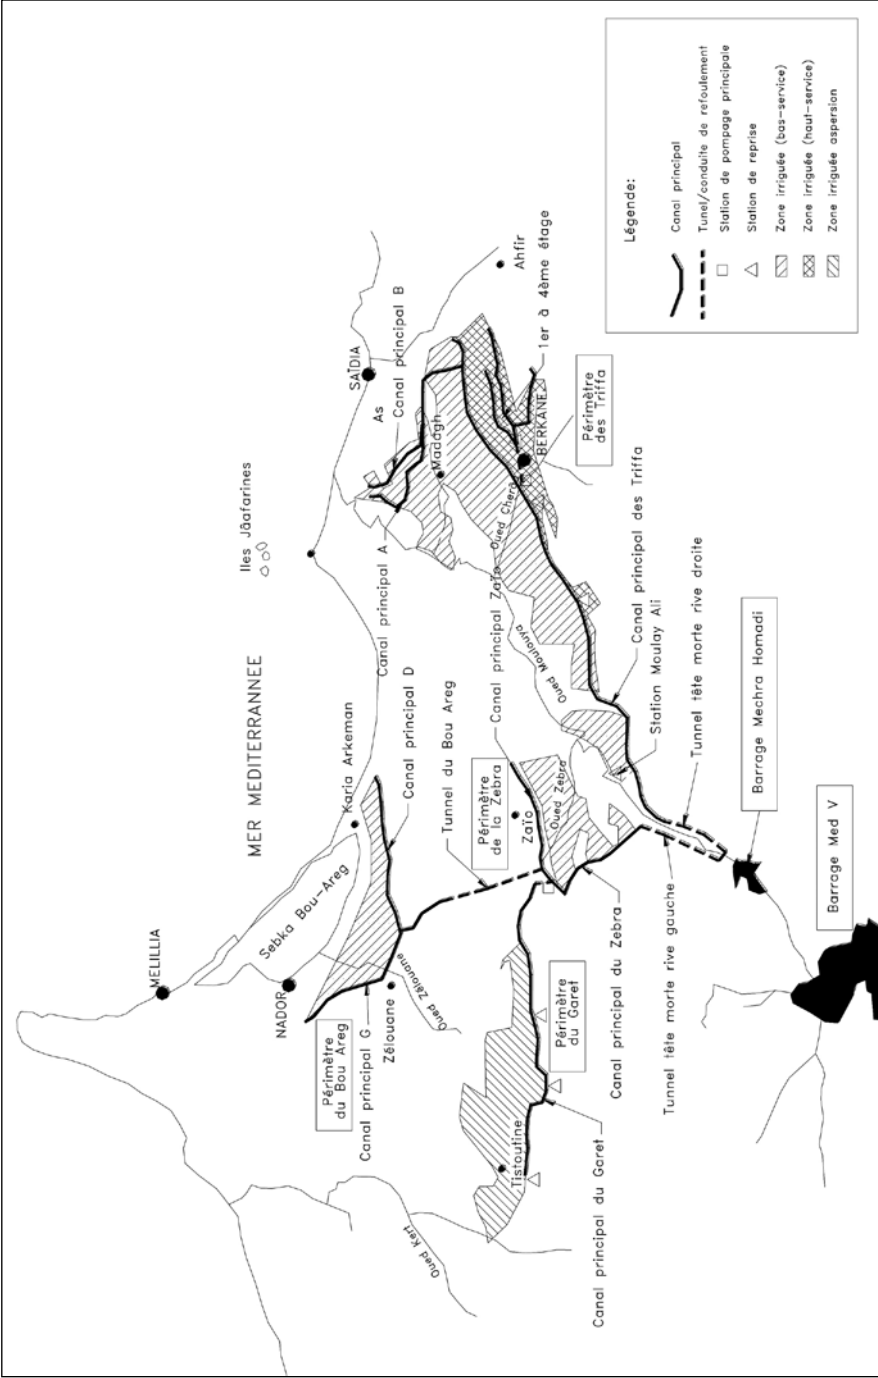 MER MEDITERRANNEE
MELILLIA
NADOR
Sebka Bou-Areg
Karia Arkeman
Iles Jâafarines
SAÏDIA
As
Canal principal B
Ahfir
Périmètre
du Bou Areg
Canal principal G
Zélouane
Oued Zélouane
Canal principal D
Canal principal A
Madagh
Tunnel du Bou Areg
Canal principal Zaïo
Oued Cherâ
1er à 4ème étage
BERKANE
Périmètre
des Triffa
Oued Kert
Tistoutine
Périmètre
du Garet
Périmètre
de la Zebra
Zaïo
Oued Zebra
Oued Moulouya
Canal principal du Garet
Canal principal du Zebra
Canal principal des Triffa
Station Moulay Ali
Tunnel tête morte rive gauche
Tunnel tête morte rive droite
Barrage Mechra Homadi
Barrage Med V
Légende:
Canal principal
Tunel/conduite de refoulement
Station de pompage principale
Station de reprise
Zone irriguée (bas-service)
Zone irriguée (haut-service)
Zone irriguée aspersion